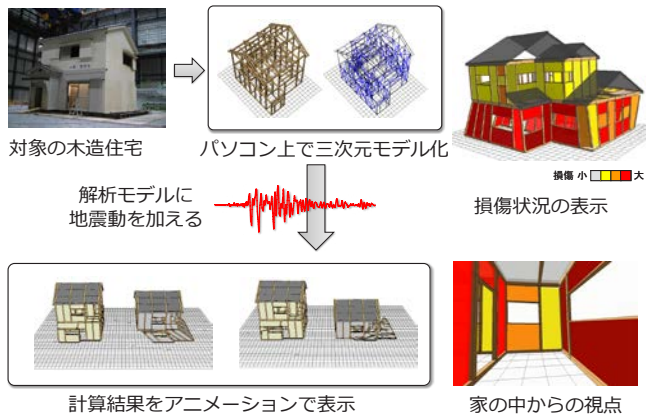 対象の木造住宅
パソコン上で三次元モデル化
損傷 小 大
損傷状況の表示
解析モデルに
地震動を加える
計算結果をアニメーションで表示
家の中からの視点